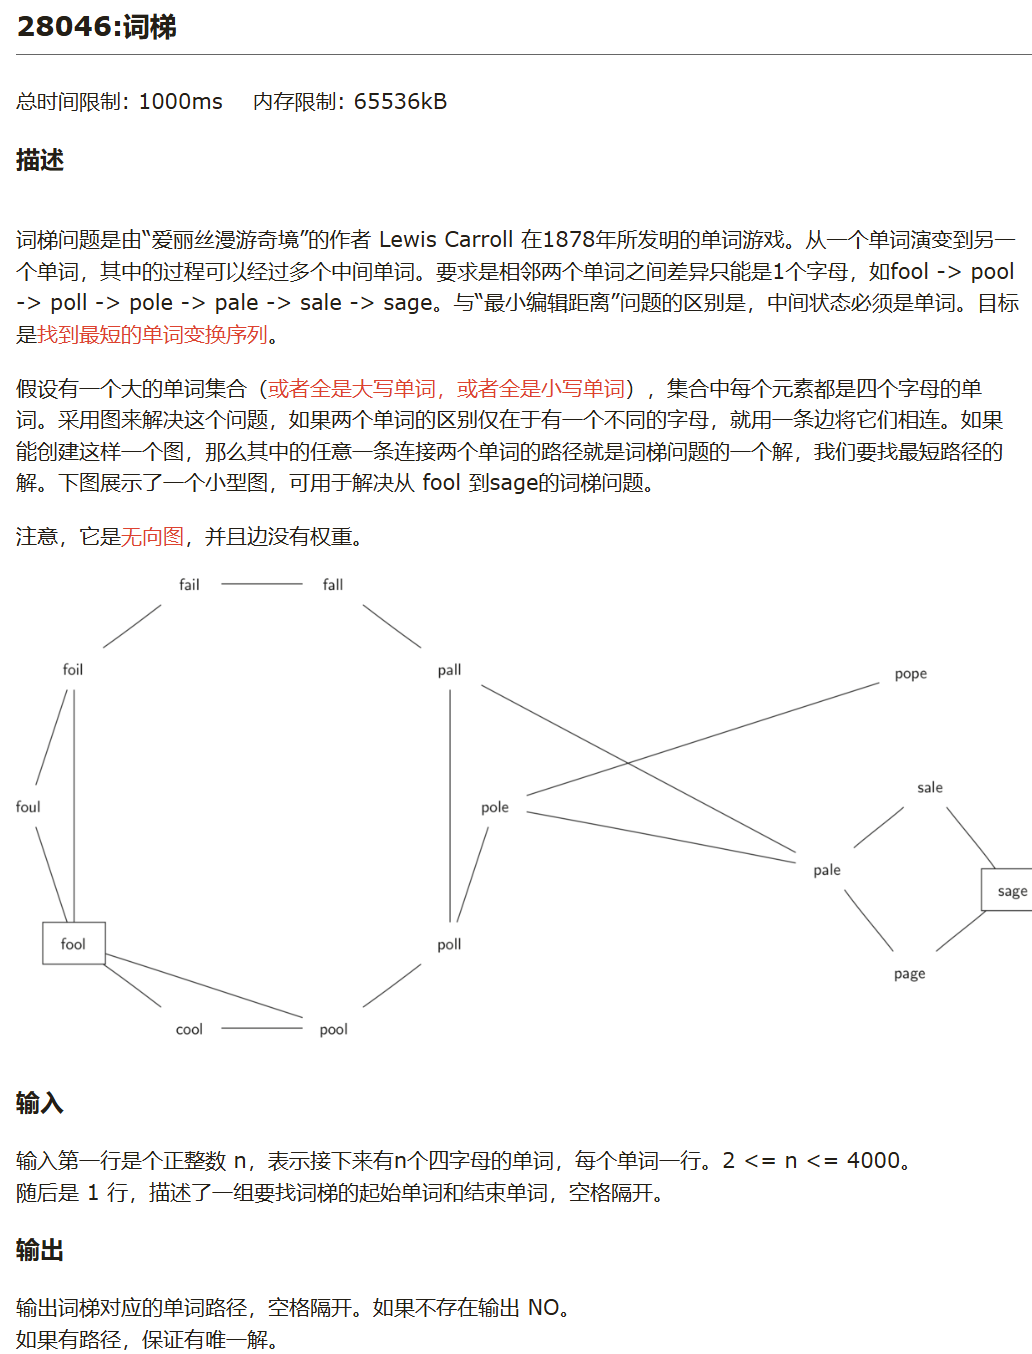 28046:词梯
总时间限制: 1000ms 内存限制: 65536kB
描述
词梯问题是由“爱丽丝漫游奇境”的作者 Lewis Carroll 在1878年所发明的单词游戏。从一个单词演变到另一
个单词，其中的过程可以经过多个中间单词。要求是相邻两个单词之间差异只能是1个字母，如fool -> pool
-> poll -> pole -> pale -> sale -> sage。与“最小编辑距离”问题的区别是，中间状态必须是单词。目标
是找到最短的单词变换序列。
假设有一个大的单词集合（或者全是大写单词，或者全是小写单词），集合中每个元素都是四个字母的单
词。采用图来解决这个问题，如果两个单词的区别仅在于有一个不同的字母，就用一条边将它们相连。如果
能创建这样一个图，那么其中的任意一条连接两个单词的路径就是词梯问题的一个解，我们要找最短路径的
解。下图展示了一个小型图，可用于解决从 fool 到sage的词梯问题。
注意，它是无向图，并且边没有权重。
fail fall
foil pall pope
sale
foul pole
pale
sage
fool poll
page
cool pool
输入
输入第一行是个正整数 n，表示接下来有n个四字母的单词，每个单词一行。2 <= n <= 4000。
随后是 1 行，描述了一组要找词梯的起始单词和结束单词，空格隔开。
输出
输出词梯对应的单词路径，空格隔开。如果不存在输出 NO。
如果有路径，保证有唯一解。